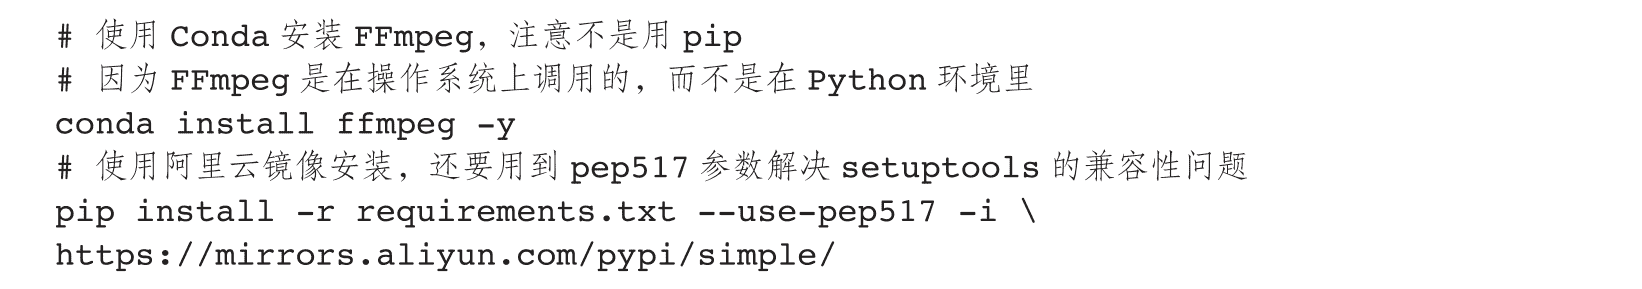 # 使用 Conda 安装 FFmpeg，注意不是用 pip
# 因为 FFmpeg 是在操作系统上调用的，而不是在 Python 环境里
conda install ffmpeg -y
# 使用阿里云镜像安装，还要用到 pep517 参数解决 setuptools 的兼容性问题
pip install -r requirements.txt --use-pep517 -i \
https://mirrors.aliyun.com/pypi/simple/